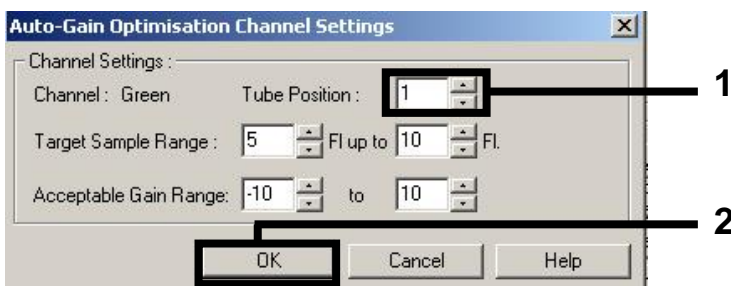 Auto-Gain Optimisation Channel Settings
Channel Settings :
Channel : Green Tube Position : 1
1
Target Sample Range : 5 Fl up to 10 Fl.
Acceptable Gain Range: -10 to 10
2
OK Cancel Help